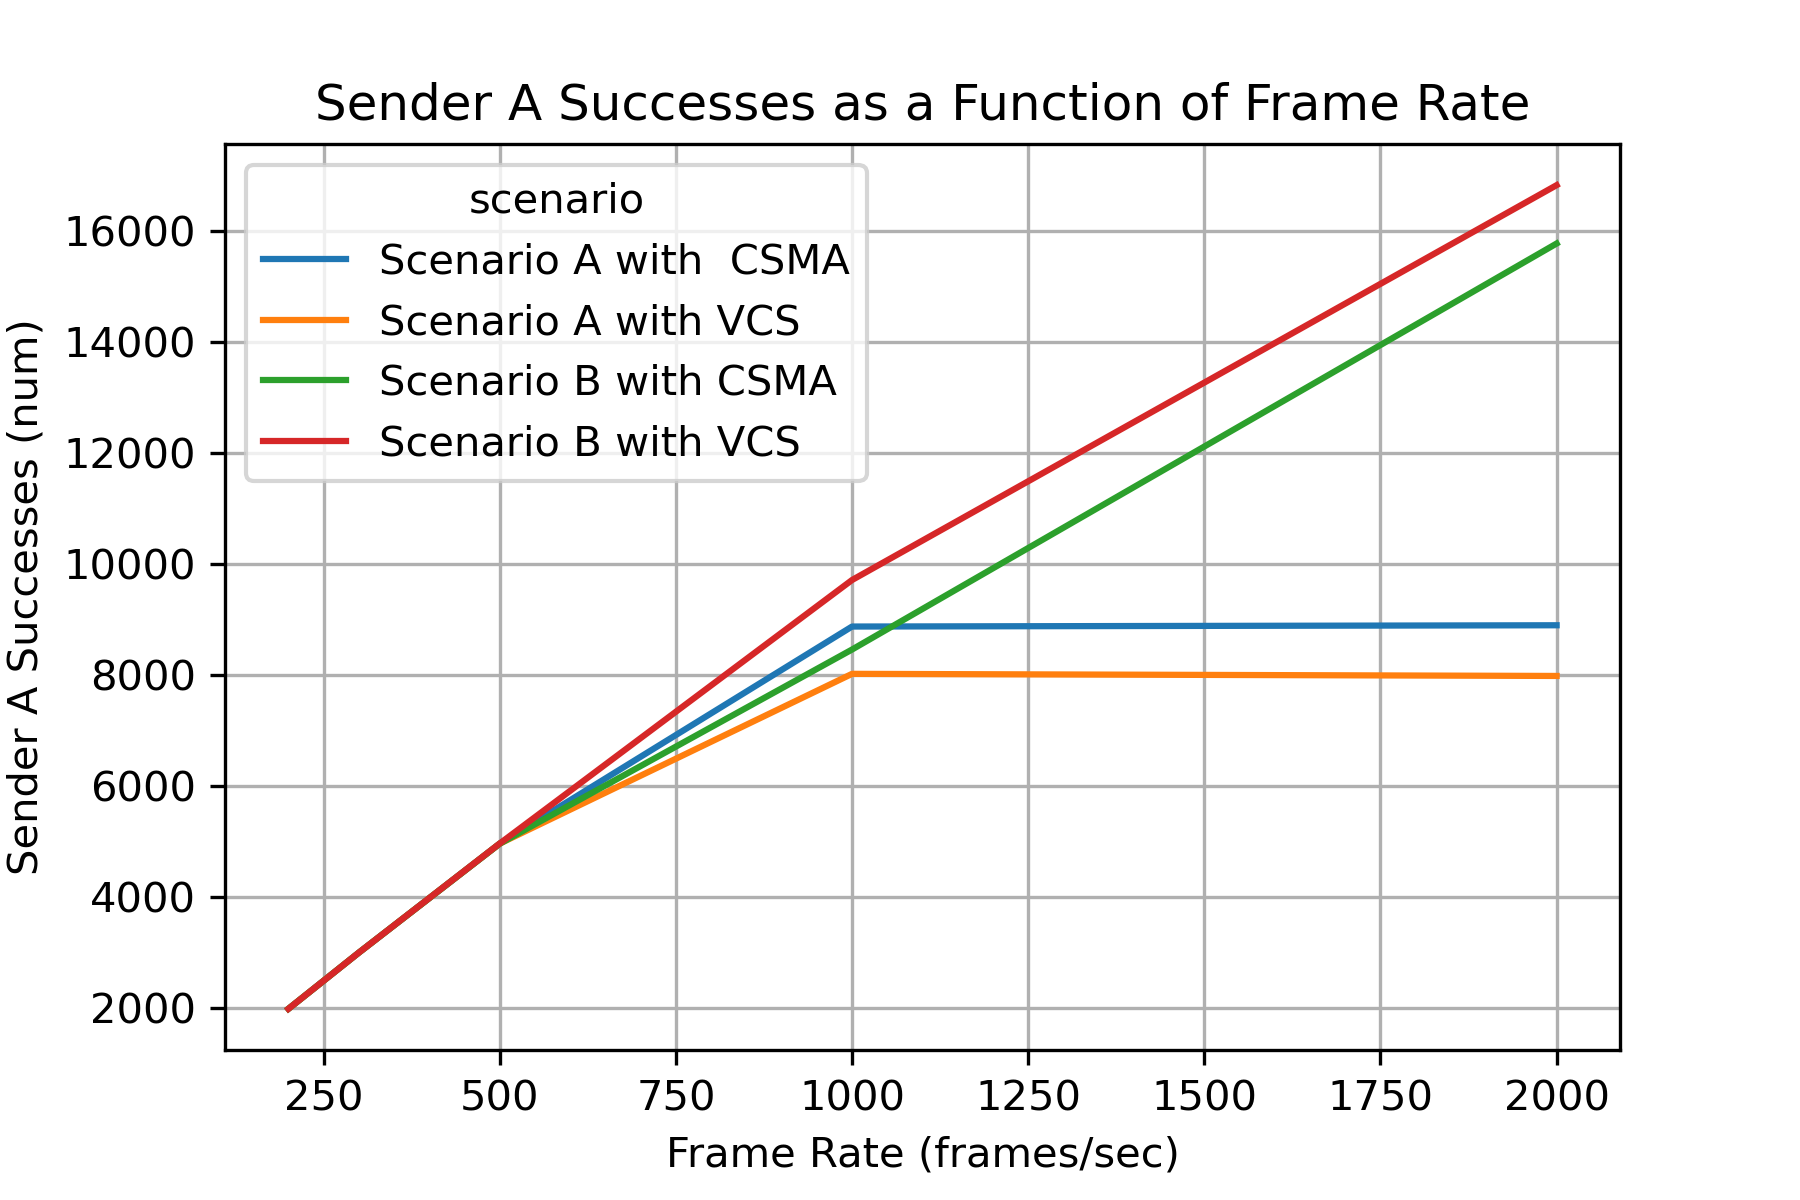 Sender A Successes as a Function of Frame Rate
scenario
Scenario A with  CSMA
Scenario A with VCS
Scenario B with CSMA
Scenario B with VCS
Sender A Successes (num)
16000
14000
12000
10000
8000
6000
4000
2000
250 500 750 1000 1250 1500 1750 2000
Frame Rate (frames/sec)